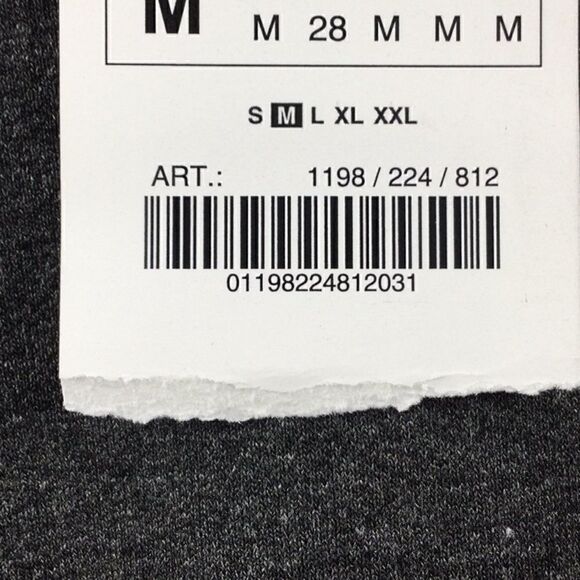 M M 28 M M M
S M L XL XXL
ART.: 1198 / 224 / 812
01198224812031